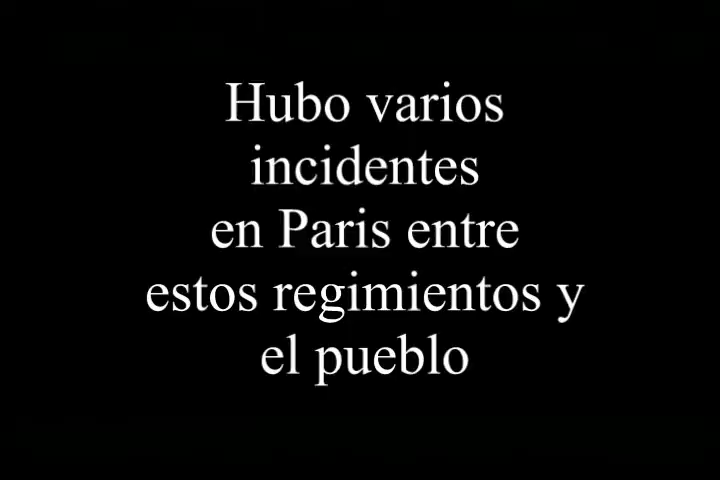 Hubo varios
incidentes
en Paris entre
estos regimientos y
el pueblo